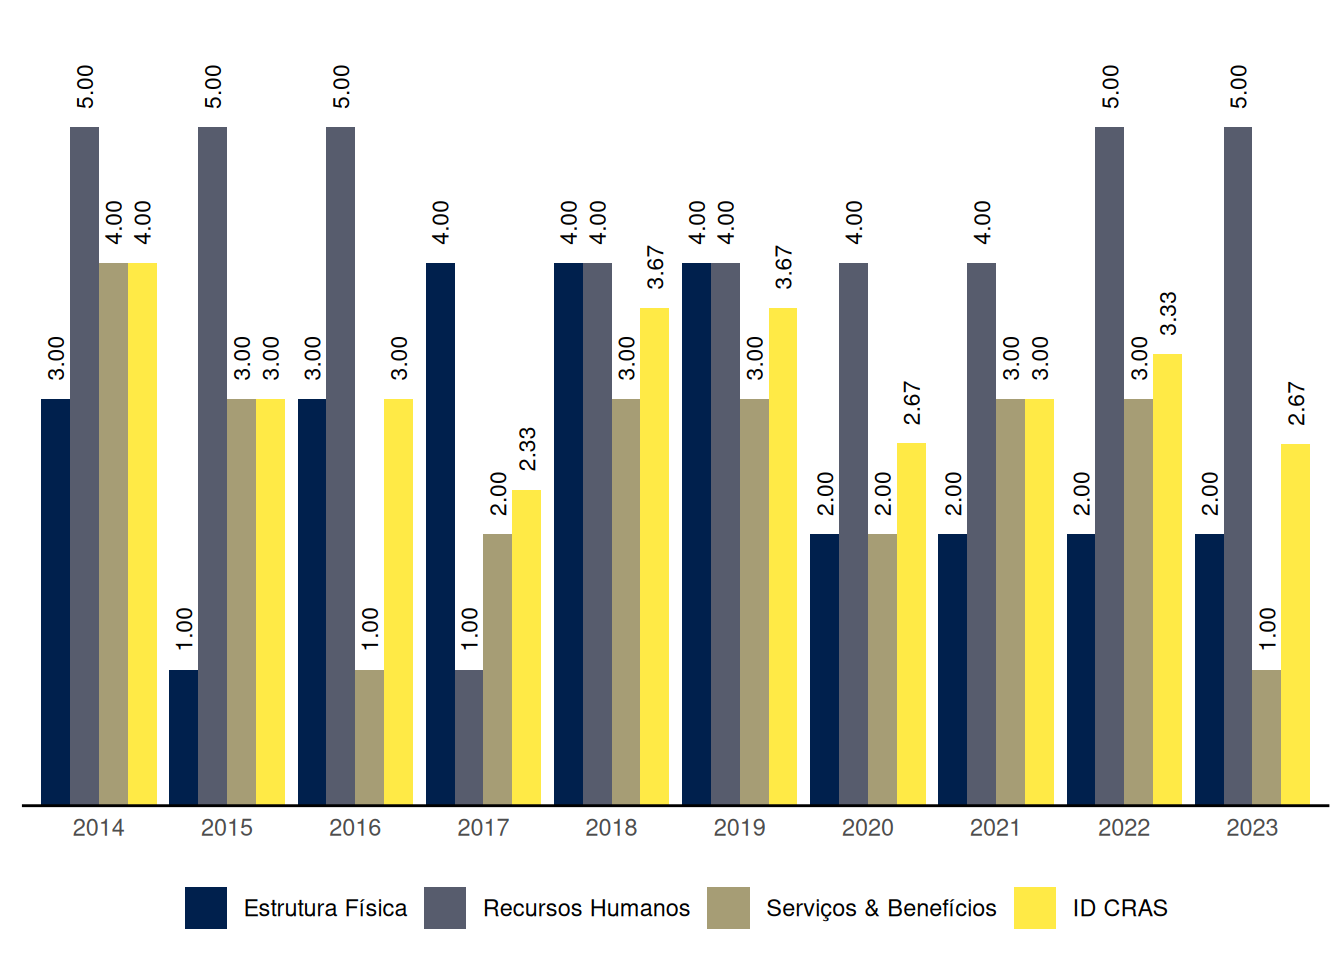 3.00 5.00 4.00 4.00
1.00 5.00 3.00 3.00
3.00 5.00 1.00 3.00
4.00 1.00 2.00 2.33
4.00 4.00 3.00 3.67
4.00 4.00 3.00 3.67
2.00 4.00 2.00 2.67
2.00 4.00 3.00 3.00
2.00 5.00 3.00 3.33
2.00 5.00 1.00 2.67
2014 2015 2016 2017 2018 2019 2020 2021 2022 2023
Estrutura Física Recursos Humanos Serviços & Benefícios ID CRAS